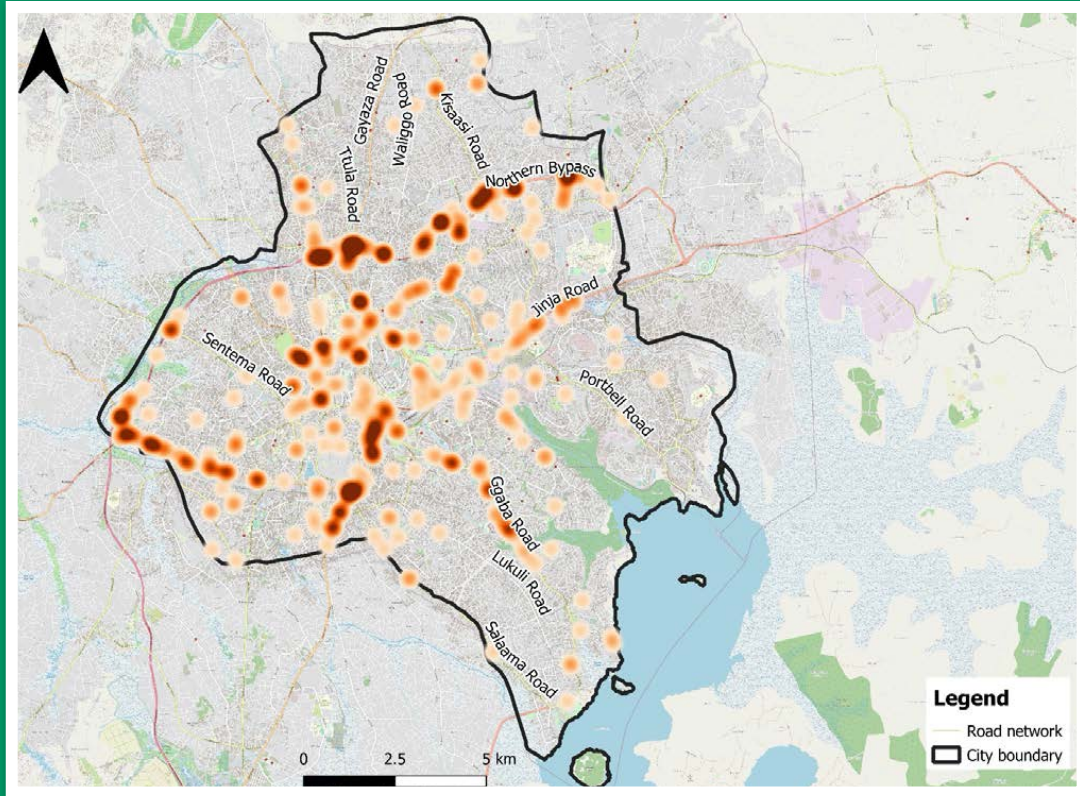 Gayaza Road
Waliggo Road
Kisaasi Road
Ttula Road
Northern Bypass
Jinja Road
Sentema Road
Portbell Road
Ggaba Road
Lukuli Road
Salaama Road
0 2.5 5 km
Legend
Road network
City boundary